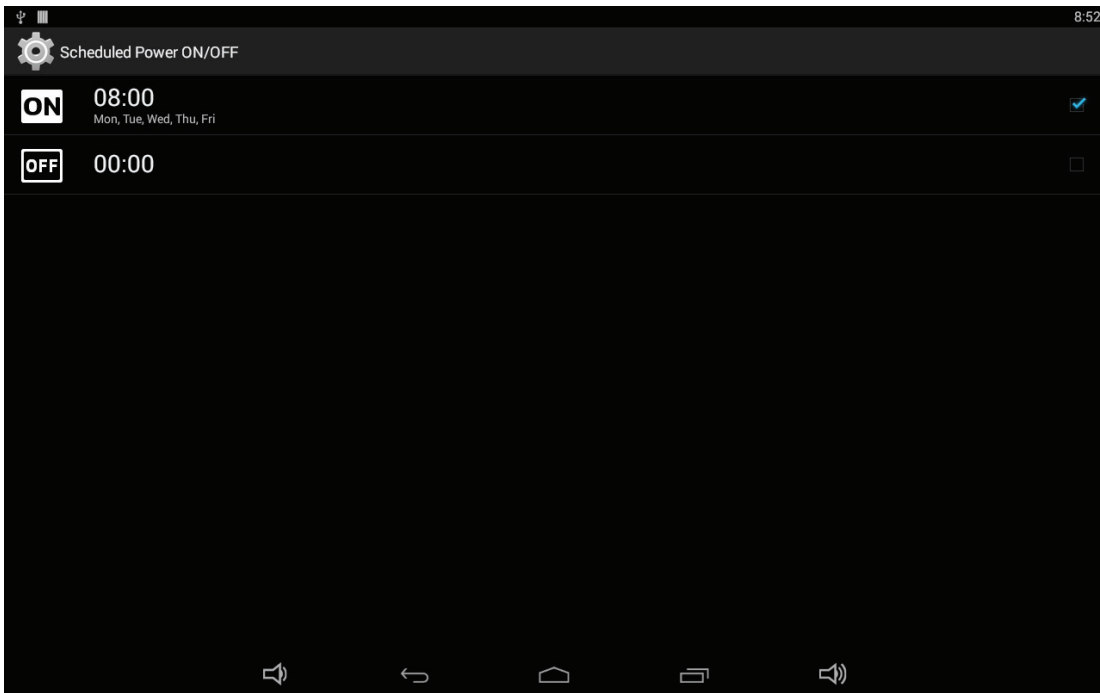 8:52
Scheduled Power ON/OFF
ON
08:00
Mon, Tue, Wed, Thu, Fri
OFF
00:00